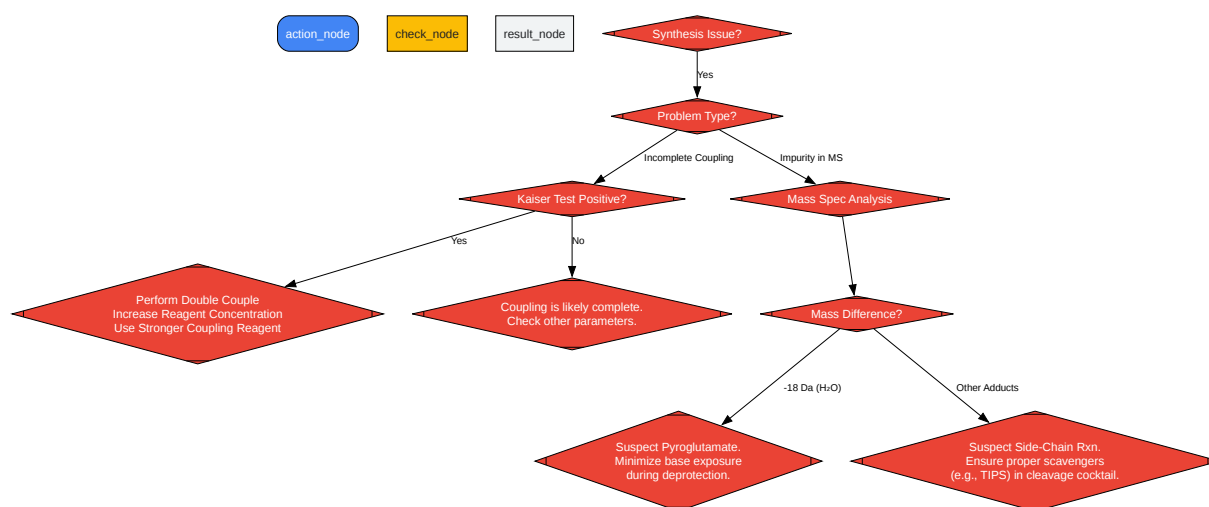 action_node
check_node
result_node
Synthesis Issue?
Yes
Problem Type?
Incomplete Coupling
Impurity in MS
Kaiser Test Positive?
Mass Spec Analysis
Yes
No
Perform Double Couple
Increase Reagent Concentration
Use Stronger Coupling Reagent
Coupling is likely complete.
Check other parameters.
Mass Difference?
-18 Da (H₂O)
Other Adducts
Suspect Pyroglutamate.
Minimize base exposure
during deprotection.
Suspect Side-Chain Rxn.
Ensure proper scavengers
(e.g., TIPS) in cleavage cocktail.